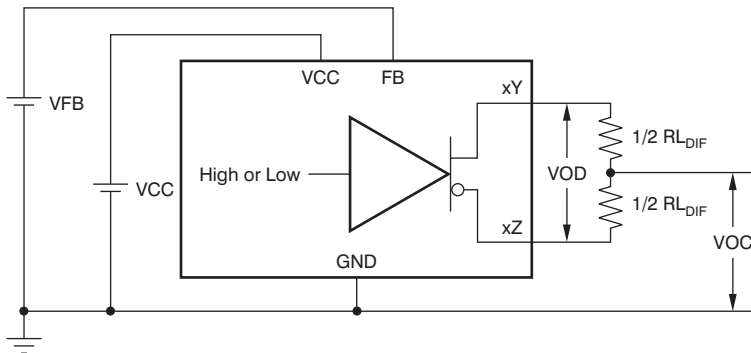 VCC
FB
xY
VFB
1/2 RL_DIF
High or Low
VOD
VCC
1/2 RL_DIF
xZ
VOC
GND